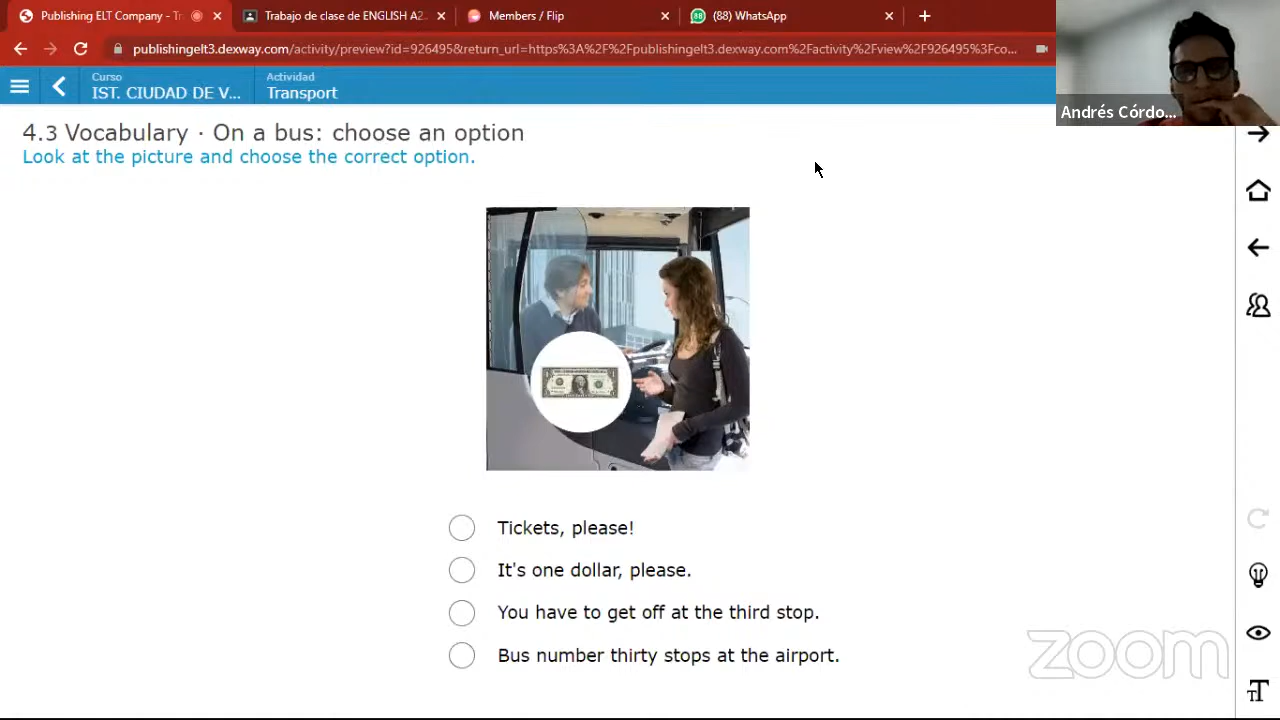 Publishing ELT Company - Tr
Trabajo de clase de ENGLISH A2.
Members / Flip
88
(88) WhatsApp
publishingelt3.dexway.com/activity/preview?id=926495&return_url=https%3A%2F%2Fpublishingelt3.dexway.com%2Factivity%2Fview%2F926495%3Fco...
Curso
IST. CIUDAD DE V...
Actividad
Transport
Andrés Córdo...
4.3 Vocabulary · On a bus: choose an option
Look at the picture and choose the correct option.
Tickets, please!
It's one dollar, please.
You have to get off at the third stop.
Bus number thirty stops at the airport.
zoom
TT